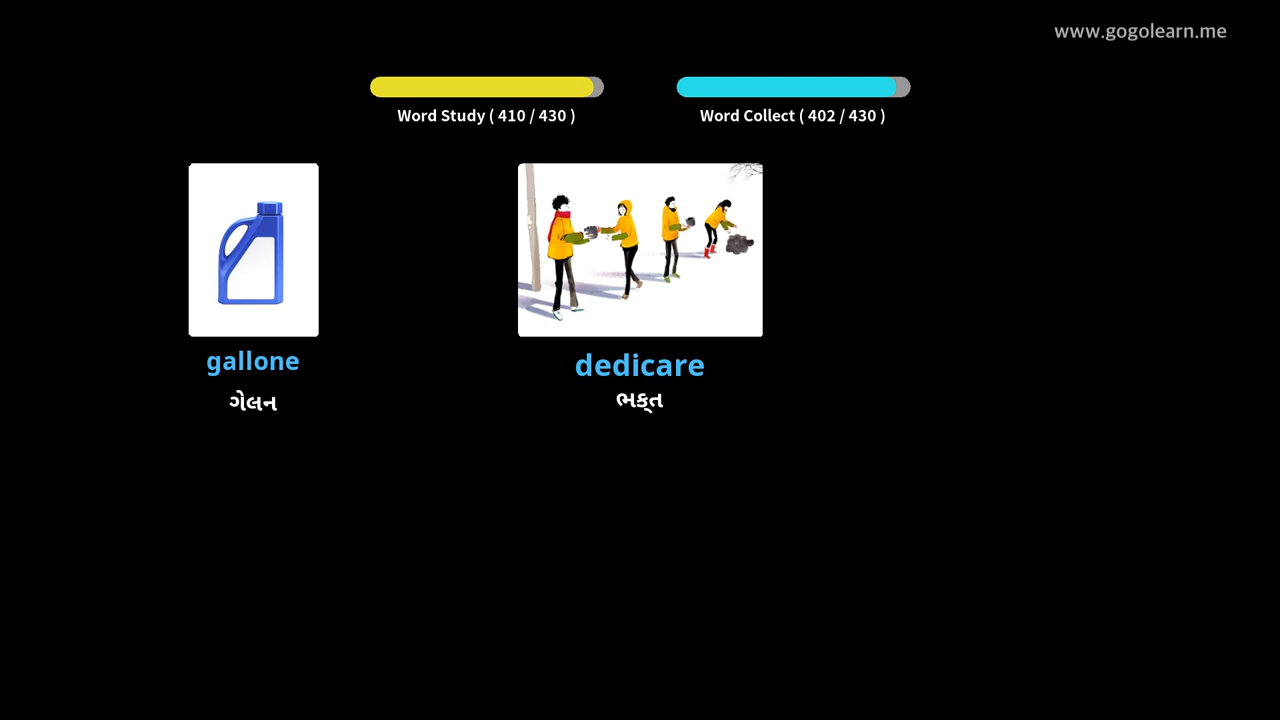 www.gogolearn.me
Word Study ( 410 / 430 )
Word Collect ( 402 / 430 )
gallone
ગેલન
dedicare
ભક્ત